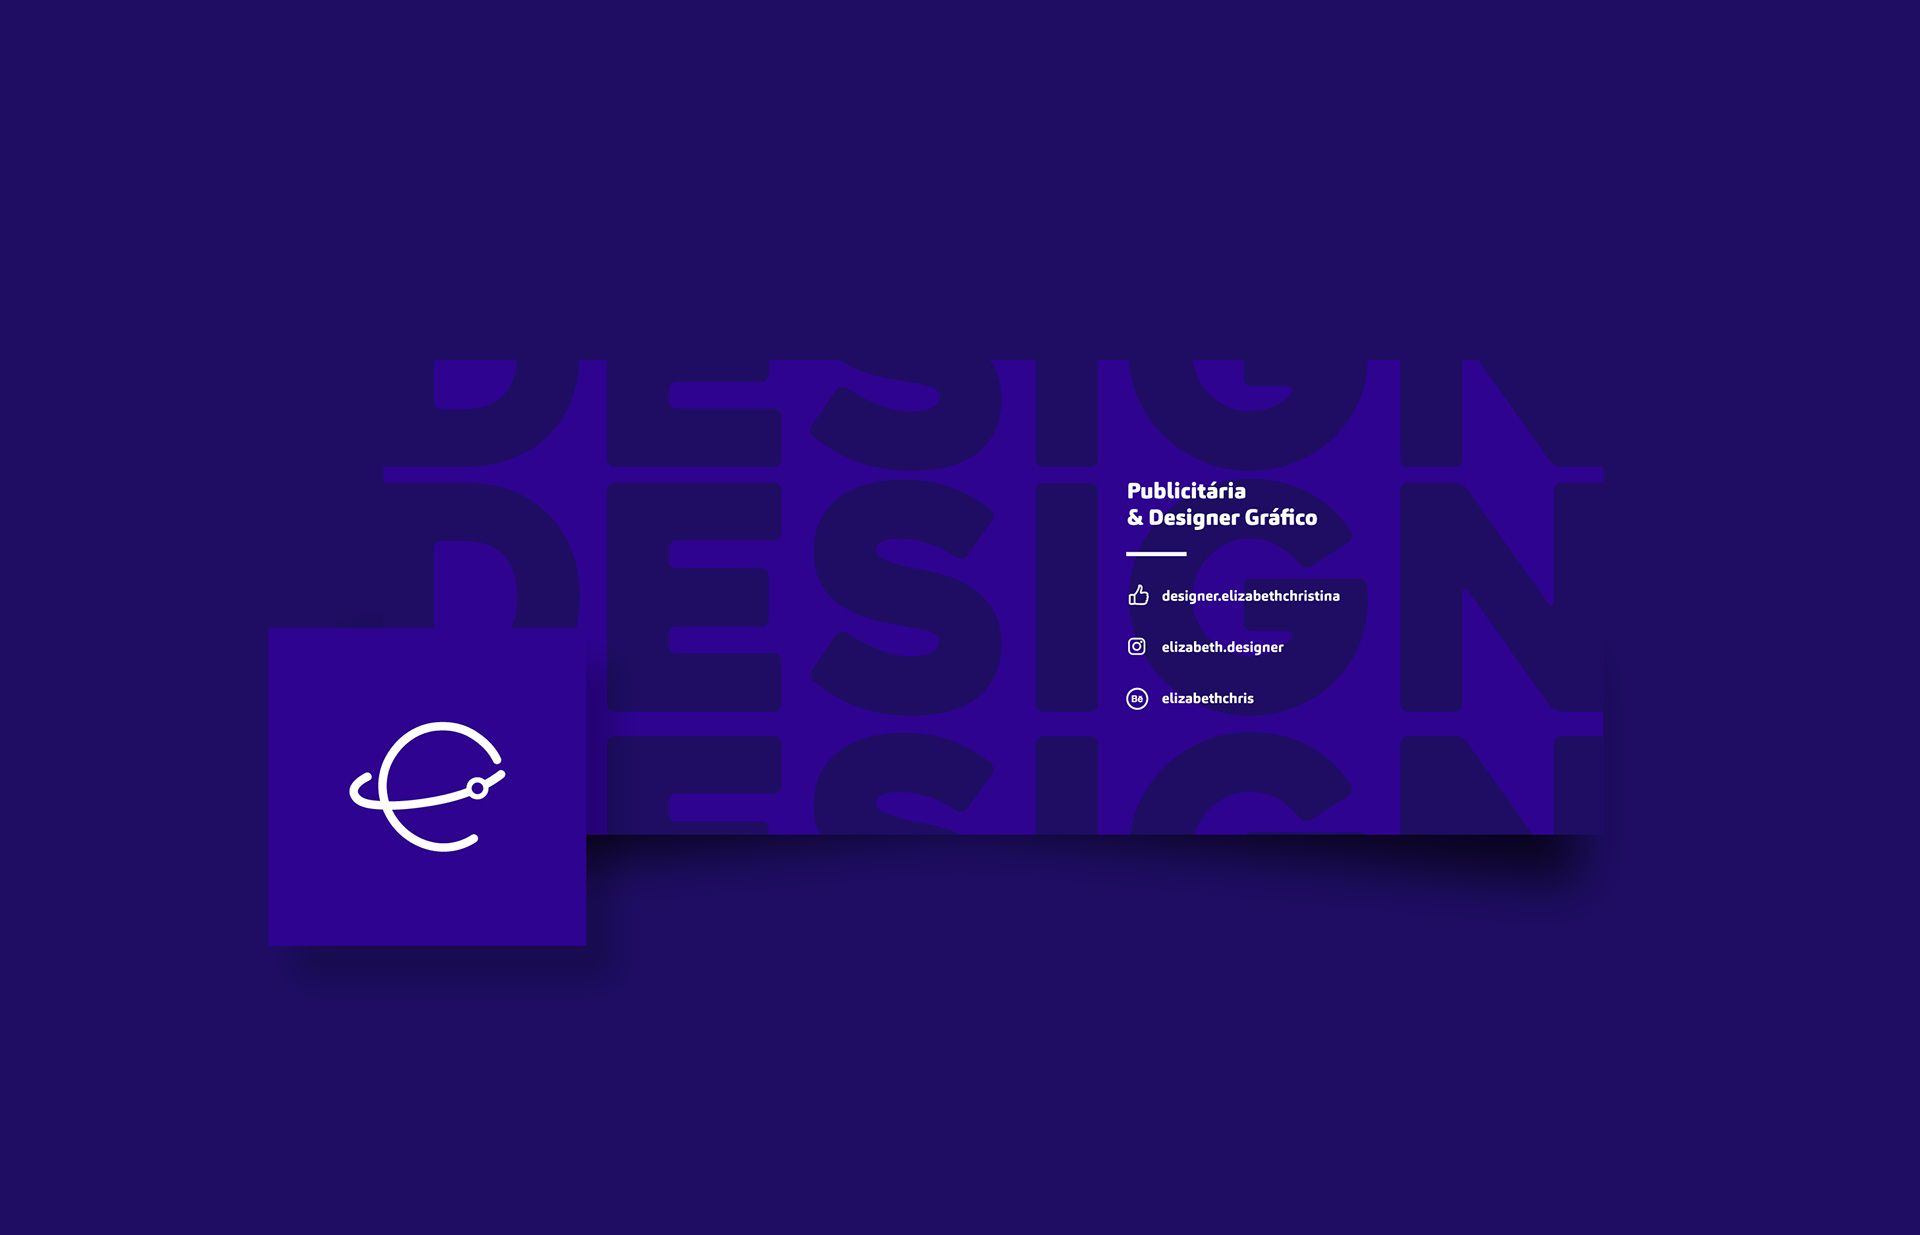 DESIGN
DESIGN
Publicitária
& Designer Gráfico
designer.elizabethchristina
elizabeth.designer
Bē elizabethchris
DESIGN